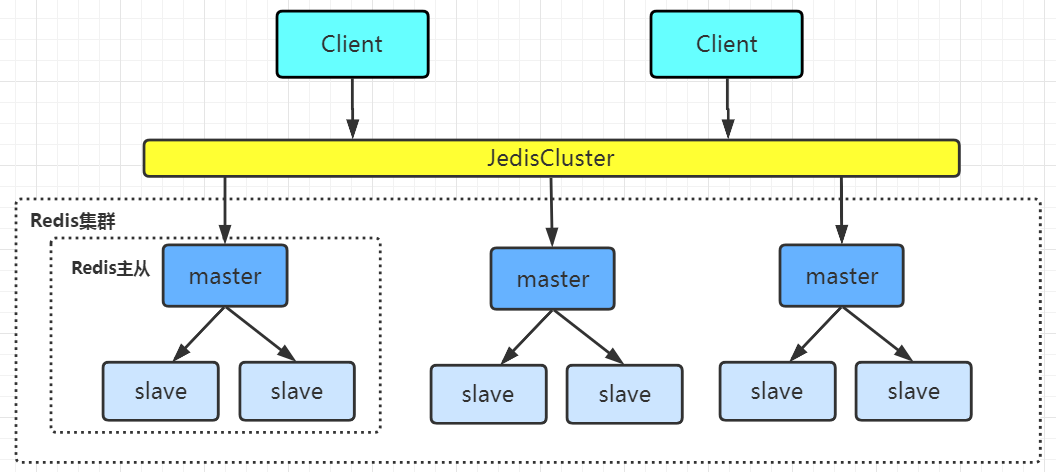 Client
Client
JedisCluster
Redis集群
Redis主从
master
master
master
slave
slave
slave
slave
slave
slave